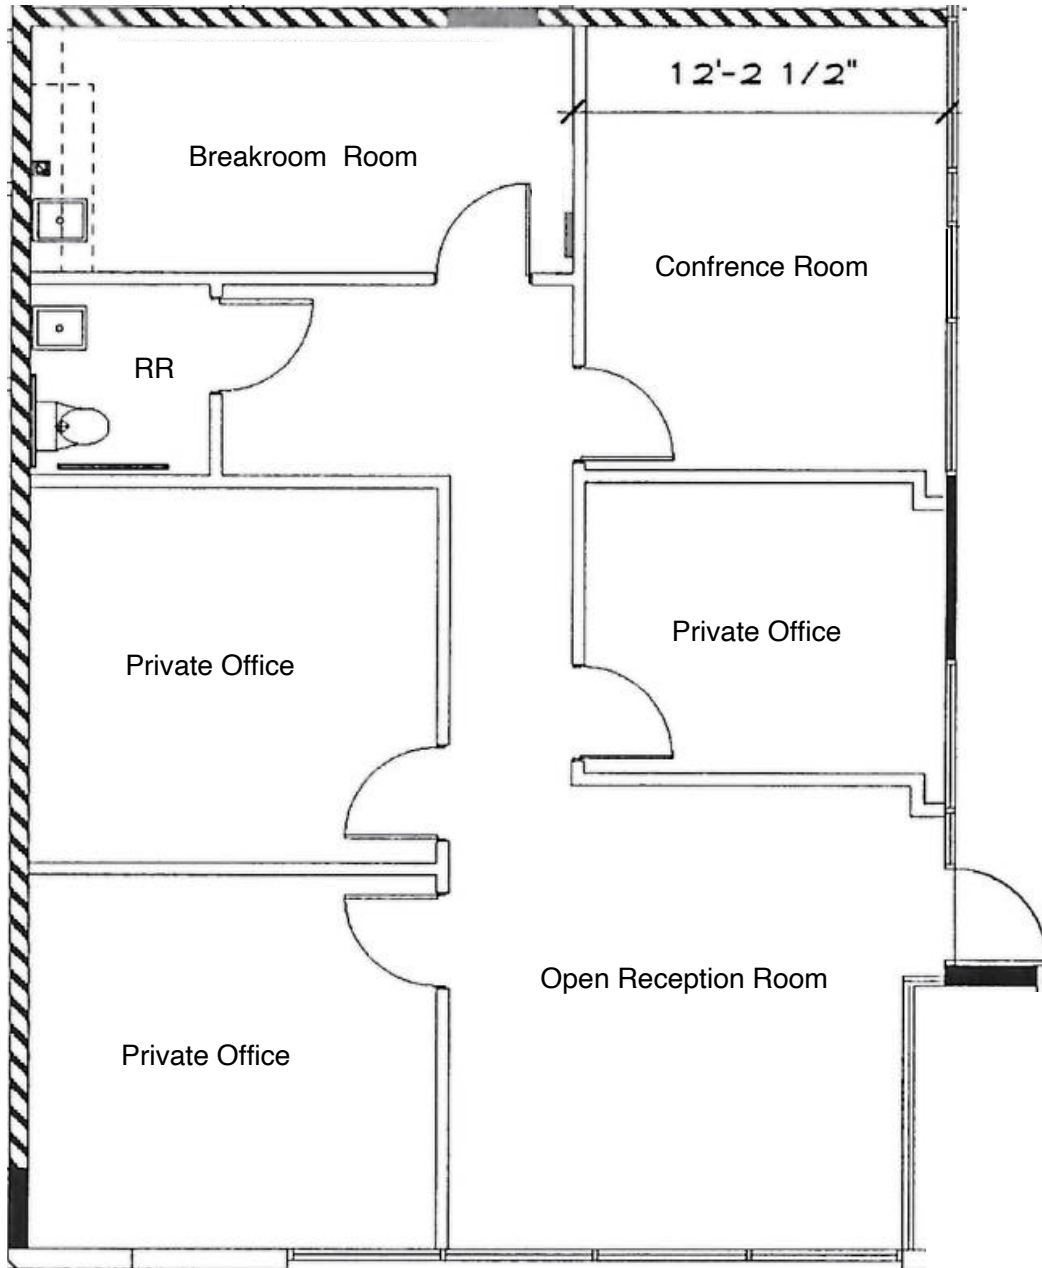 12'-2 1/2"
Breakroom  Room
Confrence Room
RR
Private Office
Private Office
Open Reception Room
Private Office